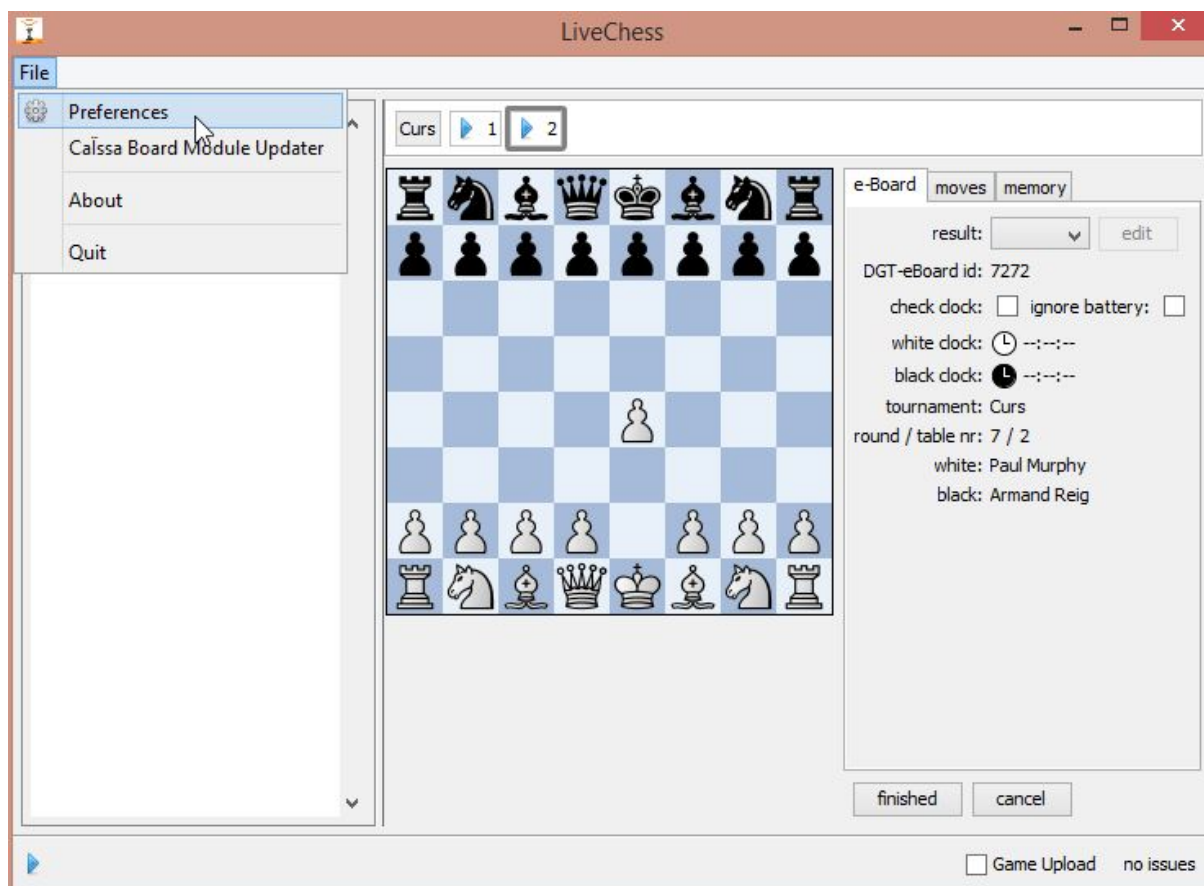 LiveChess
File
Preferences
CaÏssa Board Module Updater
About
Quit
Curs 1 2
e-Board moves memory
result: edit
DGT-eBoard id: 7272
check clock: ignore battery:
white clock: --:--:--
black clock: --:--:--
tournament: Curs
round / table nr: 7 / 2
white: Paul Murphy
black: Armand Reig
finished cancel
Game Upload no issues